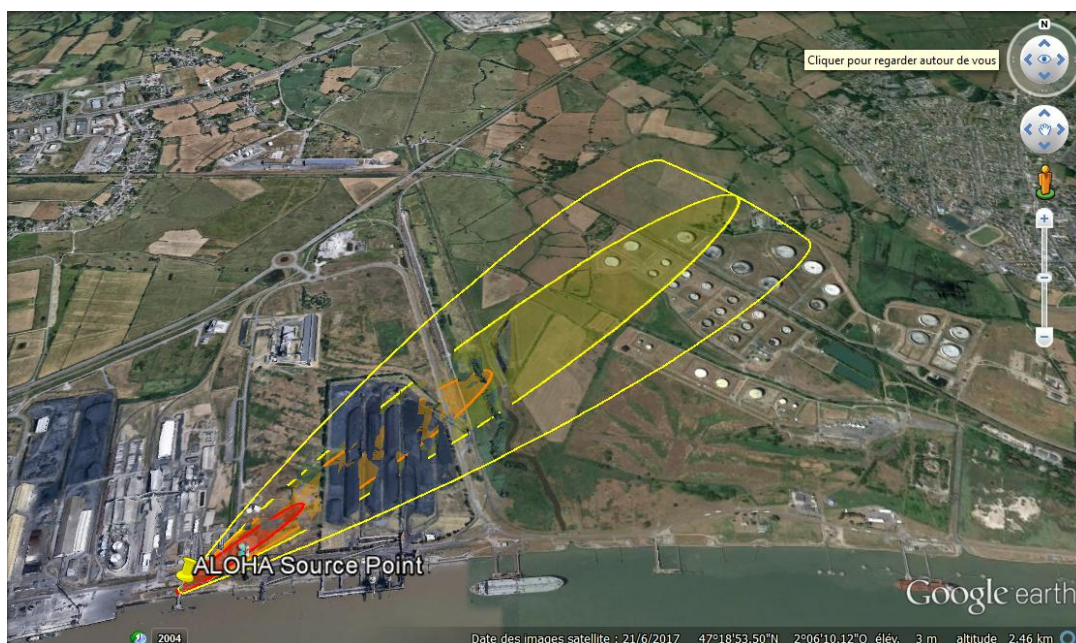 N
Cliquer pour regarder autour de vous
ALOHA Source Point
Google earth
2004
Date des images satellite : 21/6/2017 47°18'53.50"N 2°06'10.12"O élév. 3 m altitude 2.46 km